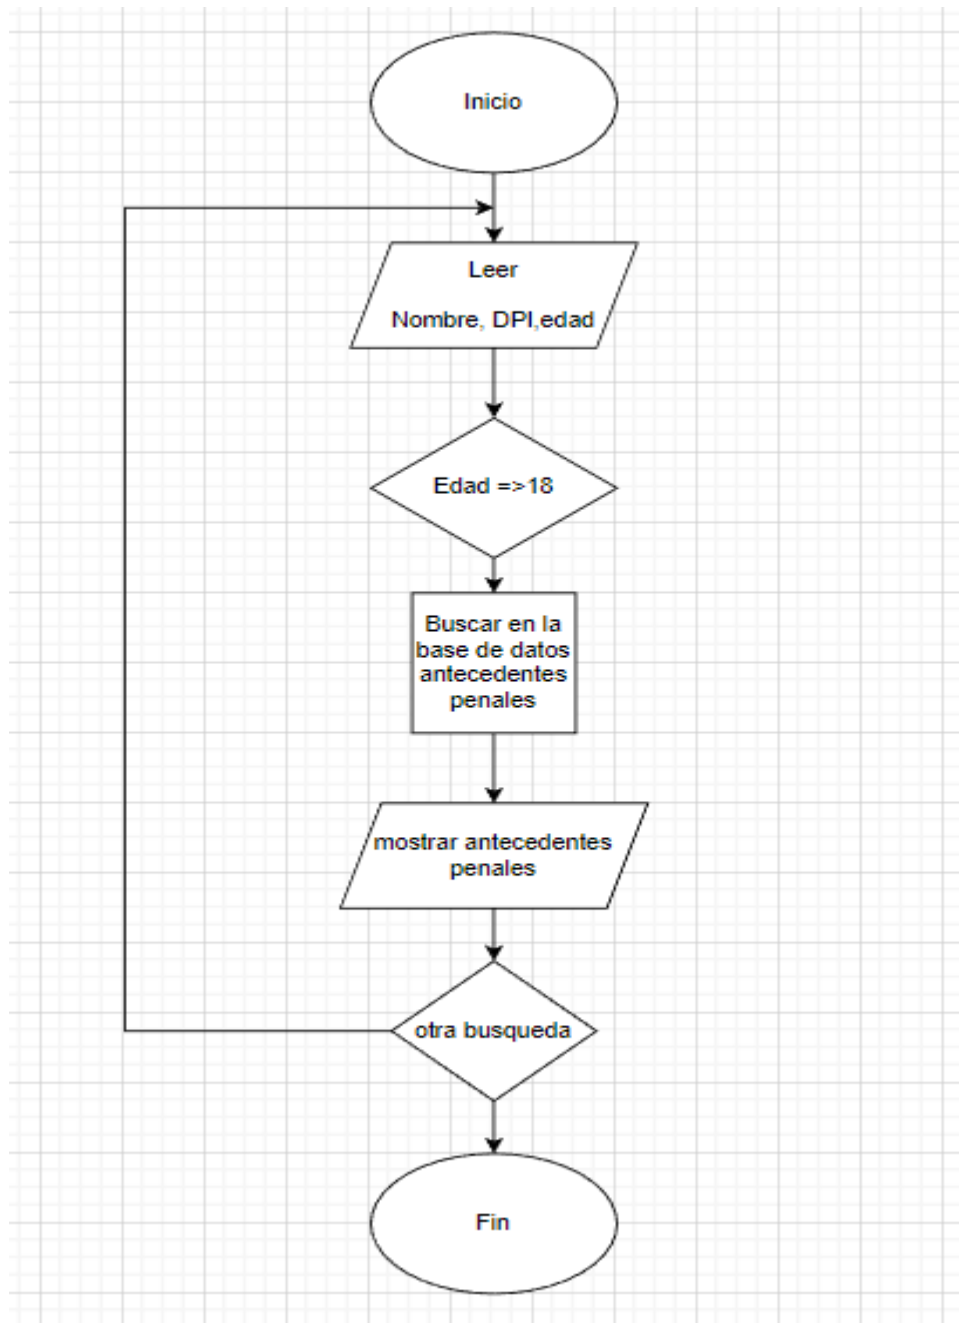 Inicio
Leer
Nombre, DPI,edad
Edad =>18
Buscar en la
base de datos
antecedentes
penales
mostrar antecedentes
penales
otra busqueda
Fin